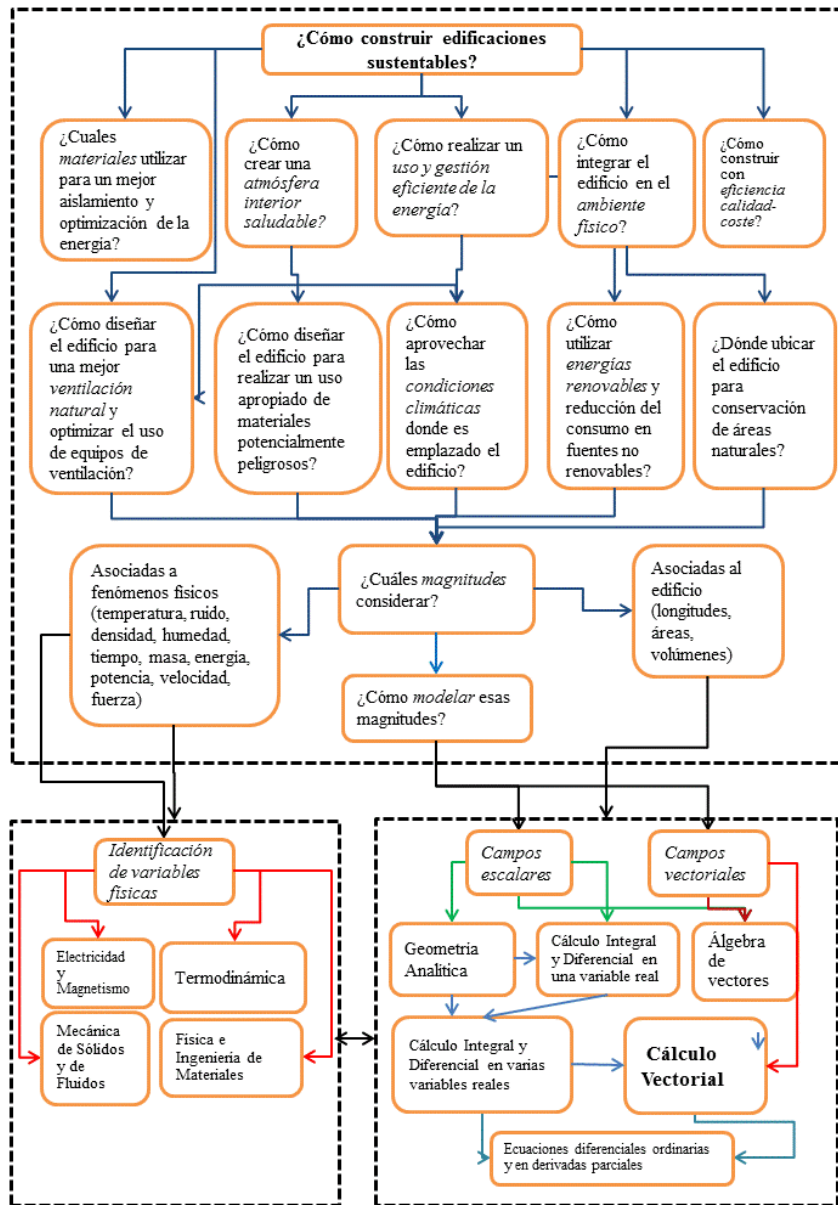 ¿Cómo construir edificaciones
sustentables?
¿Cuales
materiales utilizar
para un mejor
aislamiento y
optimización de la
energía?
¿Cómo
crear una
atmósfera
interior
saludable?
¿Cómo realizar un
uso y gestión
eficiente de la
energía?
¿Cómo
integrar el
edificio en el
ambiente
físico?
¿Cómo
construir
con
eficiencia
calidad-
coste?
¿Cómo diseñar
el edificio para
una mejor
ventilación
natural y
optimizar el uso
de equipos de
ventilación?
¿Cómo diseñar
el edificio para
realizar un uso
apropiado de
materiales
potencialmente
peligrosos?
¿Cómo
aprovechar
las
condiciones
climáticas
donde es
emplazado el
edificio?
¿Cómo
utilizar
energías
renovables y
reducción del
consumo en
fuentes no
renovables?
¿Dónde ubicar
el edificio
para
conservación
de áreas
naturales?
Asociadas a
fenómenos físicos
(temperatura, ruido,
densidad, humedad,
tiempo, masa, energía,
potencia, velocidad,
fuerza)
¿Cuáles magnitudes
considerar?
Asociadas al
edificio
(longitudes,
áreas,
volúmenes)
¿Cómo modelar esas
magnitudes?
Identificación
de variables
físicas
Electricidad
y
Magnetismo
Termodinámica
Mecánica
de Sólidos
y de
Fluidos
Física e
Ingeniería de
Materiales
Campos
escalares
Campos
vectoriales
Geometría
Analítica
Cálculo Integral
y Diferencial en
una variable real
Álgebra
de
vectores
Cálculo Integral y
Diferencial en varias
variables reales
Cálculo
Vectorial
Ecuaciones diferenciales ordinarias
y en derivadas parciales